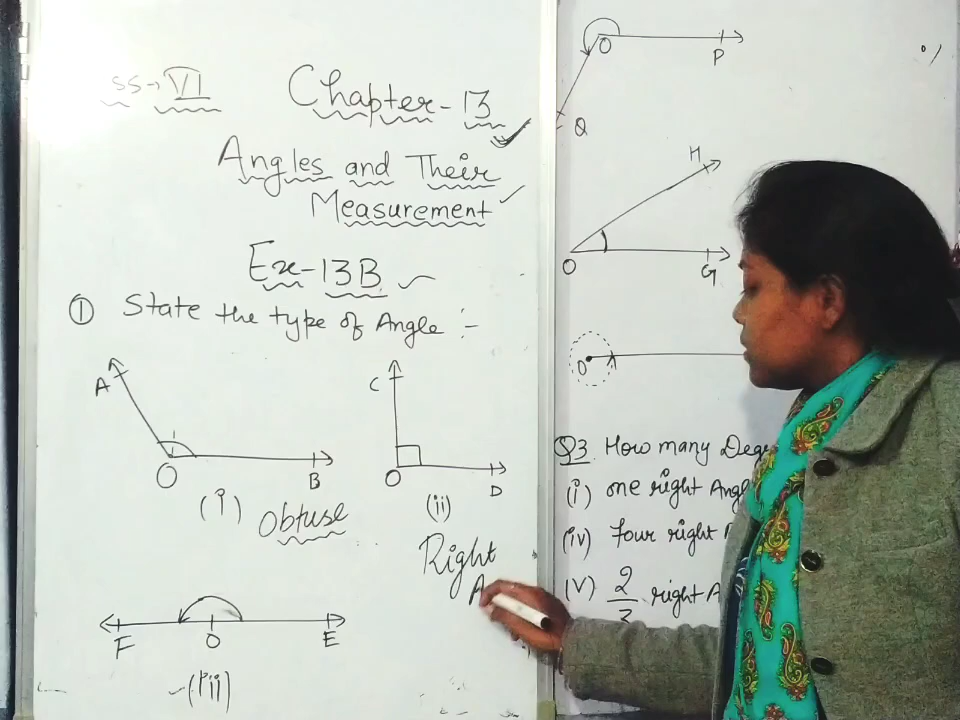 ss → VI
Chapter - 13
Angles and Their
Measurement
Ex - 13B
① State the type of Angle :-
A
O
B
(i)
Obtuse
C
O
D
(ii)
Right
A
F
O
E
(iii)
O
P
Q
H
O
G
O
Q3. How many Deg
(i) one right Angl
(iv) Four right
(v) 2/3 right A